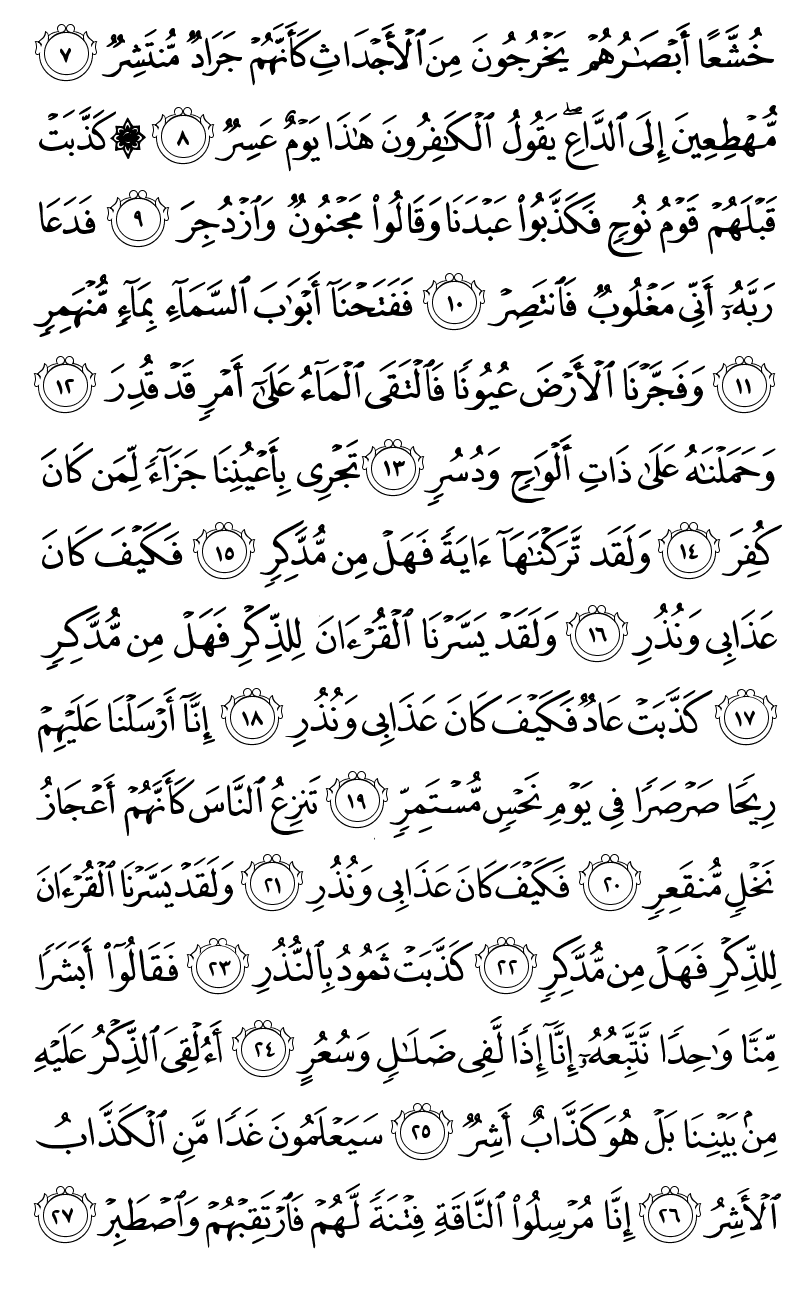 خُشَّعًا أَبْصَـٰرُهُمْ يَخْرُجُونَ مِنَ ٱلْأَجْدَاثِ كَأَنَّهُمْ جَرَادٌ مُّنتَشِرٌ ٧
مُّهْطِعِينَ إِلَى ٱلدَّاعِ ۖ يَقُولُ ٱلْكَـٰفِرُونَ هَـٰذَا يَوْمٌ عَسِرٌ ٨ ۞ كَذَّبَتْ
قَبْلَهُمْ قَوْمُ نُوحٍ فَكَذَّبُوا۟ عَبْدَنَا وَقَالُوا۟ مَجْنُونٌ وَٱزْدُجِرَ ٩ فَدَعَا
رَبَّهُۥٓ أَنِّى مَغْلُوبٌ فَٱنتَصِرْ ١٠ فَفَتَحْنَآ أَبْوَٰبَ ٱلسَّمَآءِ بِمَآءٍ مُّنْهَمِرٍ
١١ وَفَجَّرْنَا ٱلْأَرْضَ عُيُونًا فَٱلْتَقَى ٱلْمَآءُ عَلَىٰٓ أَمْرٍ قَدْ قُدِرَ ١٢
وَحَمَلْنَـٰهُ عَلَىٰ ذَاتِ أَلْوَٰحٍ وَدُسُرٍ ١٣ تَجْرِى بِأَعْيُنِنَا جَزَآءً لِّمَن كَانَ
كُفِرَ ١٤ وَلَقَد تَّرَكْنَـٰهَآ ءَايَةً فَهَلْ مِن مُّدَّكِرٍ ١٥ فَكَيْفَ كَانَ
عَذَابِى وَنُذُرِ ١٦ وَلَقَدْ يَسَّرْنَا ٱلْقُرْءَانَ لِلذِّكْرِ فَهَلْ مِن مُّدَّكِرٍ
١٧ كَذَّبَتْ عَادٌ فَكَيْفَ كَانَ عَذَابِى وَنُذُرِ ١٨ إِنَّآ أَرْسَلْنَا عَلَيْهِمْ
رِيحًا صَرْصَرًا فِى يَوْمِ نَحْسٍ مُّسْتَمِرٍّ ١٩ تَنزِعُ ٱلنَّاسَ كَأَنَّهُمْ أَعْجَازُ
نَخْلٍ مُّنقَعِرٍ ٢٠ فَكَيْفَ كَانَ عَذَابِى وَنُذُرِ ٢١ وَلَقَدْ يَسَّرْنَا ٱلْقُرْءَانَ
لِلذِّكْرِ فَهَلْ مِن مُّدَّكِرٍ ٢٢ كَذَّبَتْ ثَمُودُ بِٱلنُّذُرِ ٢٣ فَقَالُوٓا۟ أَبَشَرًا
مِّنَّا وَٰحِدًا نَّتَّبِعُهُۥٓ إِنَّآ إِذًا لَّفِى ضَلَـٰلٍ وَسُعُرٍ ٢٤ أَءُلْقِىَ ٱلذِّكْرُ عَلَيْهِ
مِنۢ بَيْنِنَا بَلْ هُوَ كَذَّابٌ أَشِرٌ ٢٥ سَيَعْلَمُونَ غَدًا مَّنِ ٱلْكَذَّابُ
ٱلْأَشِرُ ٢٦ إِنَّا مُرْسِلُوا۟ ٱلنَّاقَةِ فِتْنَةً لَّهُمْ فَٱرْتَقِبْهُمْ وَٱصْطَبِرْ ٢٧